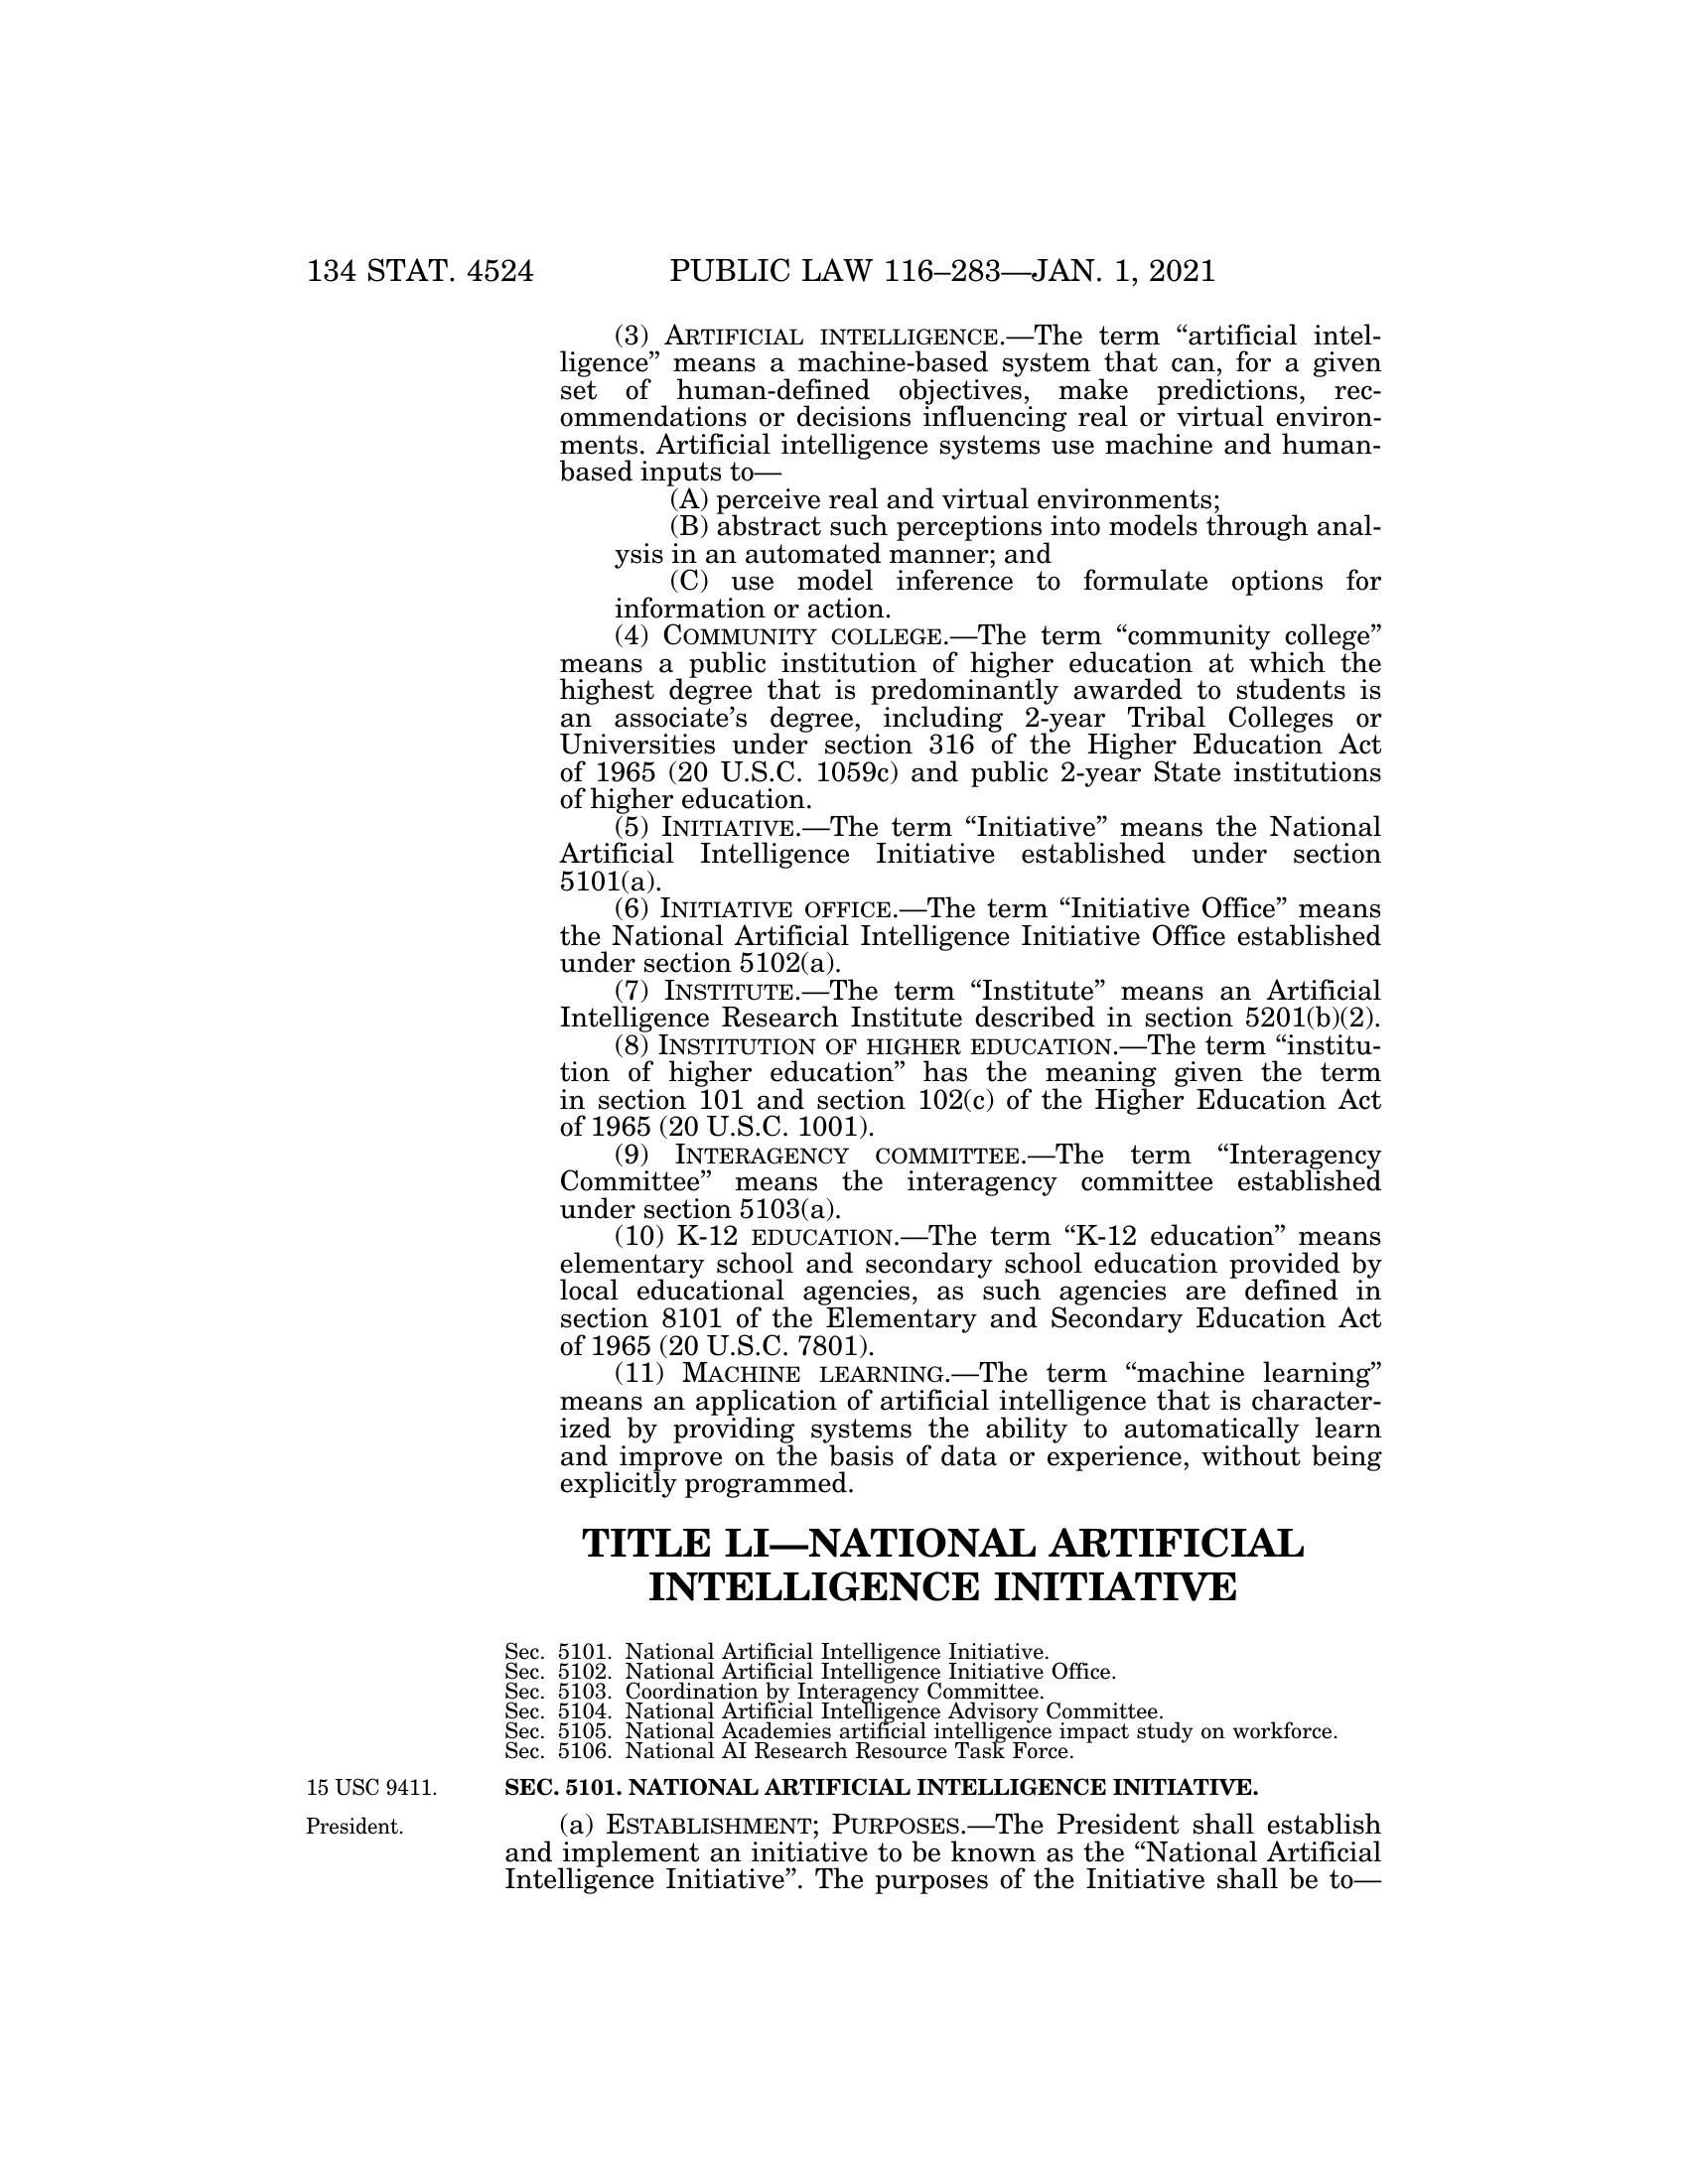 134 STAT. 4524 PUBLIC LAW 116–283—JAN. 1, 2021
(3) ARTIFICIAL INTELLIGENCE.—The term “artificial intel-
ligence” means a machine-based system that can, for a given
set of human-defined objectives, make predictions, rec-
ommendations or decisions influencing real or virtual environ-
ments. Artificial intelligence systems use machine and human-
based inputs to—
(A) perceive real and virtual environments;
(B) abstract such perceptions into models through anal-
ysis in an automated manner; and
(C) use model inference to formulate options for
information or action.
(4) COMMUNITY COLLEGE.—The term “community college”
means a public institution of higher education at which the
highest degree that is predominantly awarded to students is
an associate’s degree, including 2-year Tribal Colleges or
Universities under section 316 of the Higher Education Act
of 1965 (20 U.S.C. 1059c) and public 2-year State institutions
of higher education.
(5) INITIATIVE.—The term “Initiative” means the National
Artificial Intelligence Initiative established under section
5101(a).
(6) INITIATIVE OFFICE.—The term “Initiative Office” means
the National Artificial Intelligence Initiative Office established
under section 5102(a).
(7) INSTITUTE.—The term “Institute” means an Artificial
Intelligence Research Institute described in section 5201(b)(2).
(8) INSTITUTION OF HIGHER EDUCATION.—The term “institu-
tion of higher education” has the meaning given the term
in section 101 and section 102(c) of the Higher Education Act
of 1965 (20 U.S.C. 1001).
(9) INTERAGENCY COMMITTEE.—The term “Interagency
Committee” means the interagency committee established
under section 5103(a).
(10) K-12 EDUCATION.—The term “K-12 education” means
elementary school and secondary school education provided by
local educational agencies, as such agencies are defined in
section 8101 of the Elementary and Secondary Education Act
of 1965 (20 U.S.C. 7801).
(11) MACHINE LEARNING.—The term “machine learning”
means an application of artificial intelligence that is character-
ized by providing systems the ability to automatically learn
and improve on the basis of data or experience, without being
explicitly programmed.
TITLE LI—NATIONAL ARTIFICIAL
INTELLIGENCE INITIATIVE
Sec. 5101. National Artificial Intelligence Initiative.
Sec. 5102. National Artificial Intelligence Initiative Office.
Sec. 5103. Coordination by Interagency Committee.
Sec. 5104. National Artificial Intelligence Advisory Committee.
Sec. 5105. National Academies artificial intelligence impact study on workforce.
Sec. 5106. National AI Research Resource Task Force.
15 USC 9411. SEC. 5101. NATIONAL ARTIFICIAL INTELLIGENCE INITIATIVE.
President. (a) ESTABLISHMENT; PURPOSES.—The President shall establish
and implement an initiative to be known as the “National Artificial
Intelligence Initiative”. The purposes of the Initiative shall be to—